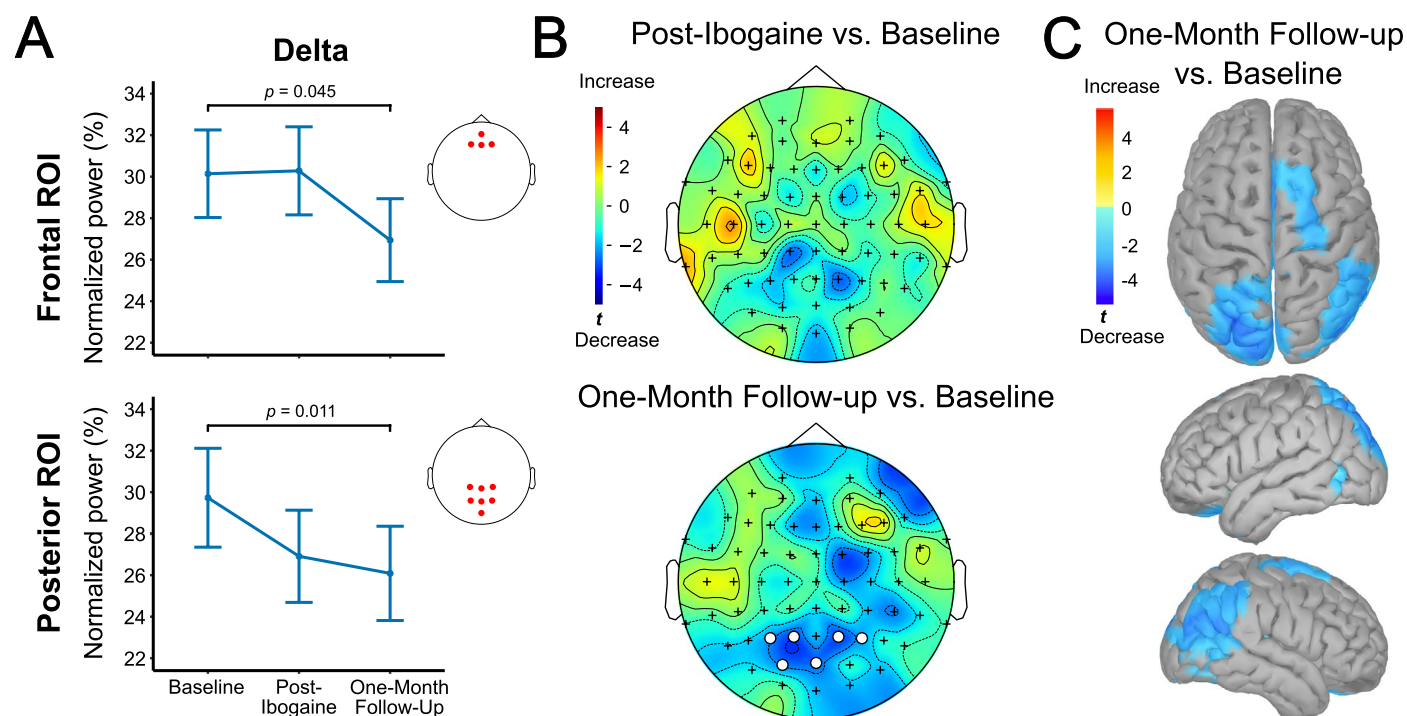 A
Delta
Frontal ROI
Normalized power (%)
34
32
30
28
26
24
22
p = 0.045
Posterior ROI
Normalized power (%)
34
32
30
28
26
24
22
p = 0.011
Baseline
Post-
Ibogaine
One-Month
Follow-Up
B
Post-Ibogaine vs. Baseline
Increase
4
2
0
−2
−4
t
Decrease
One-Month Follow-up vs. Baseline
C
One-Month Follow-up
vs. Baseline
Increase
4
2
0
-2
-4
t
Decrease